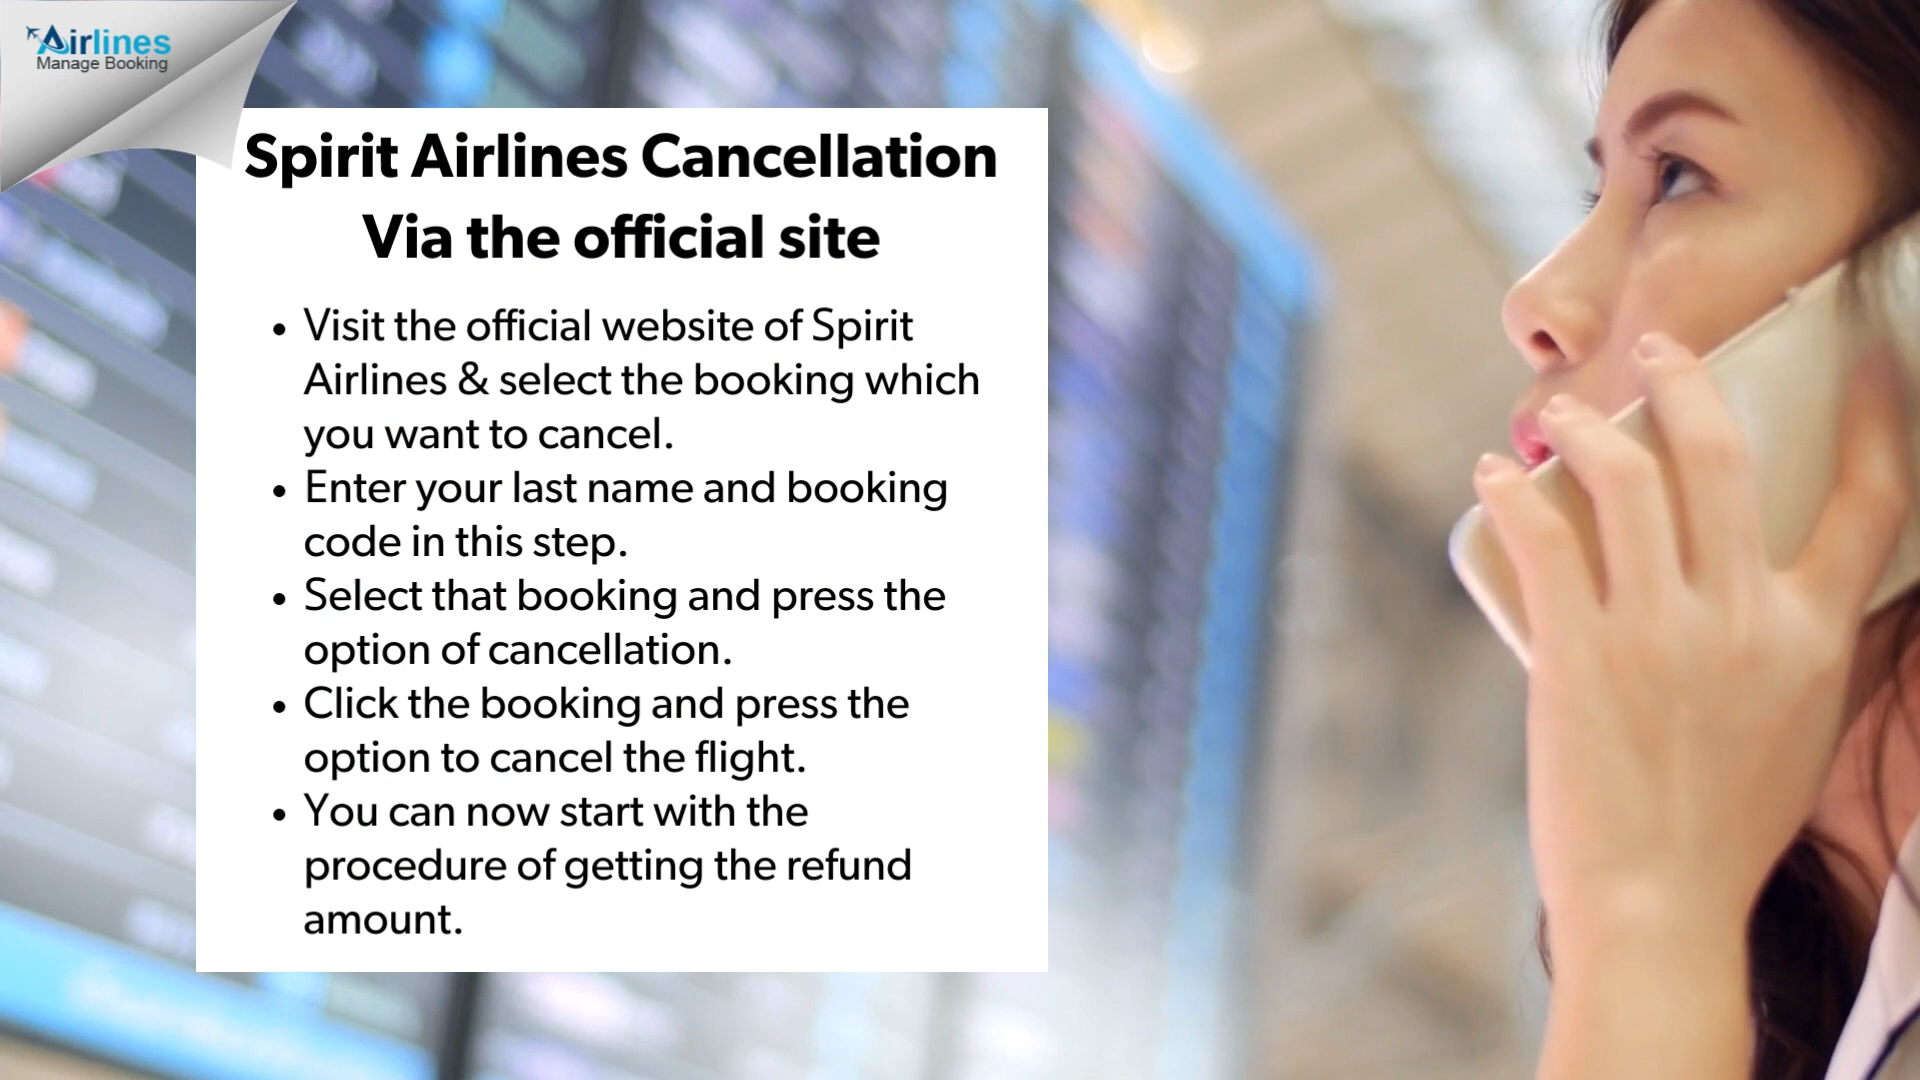 Airlines
Manage Booking
Spirit Airlines Cancellation
Via the official site
• Visit the official website of Spirit
Airlines & select the booking which
you want to cancel.
• Enter your last name and booking
code in this step.
• Select that booking and press the
option of cancellation.
• Click the booking and press the
option to cancel the flight.
• You can now start with the
procedure of getting the refund
amount.